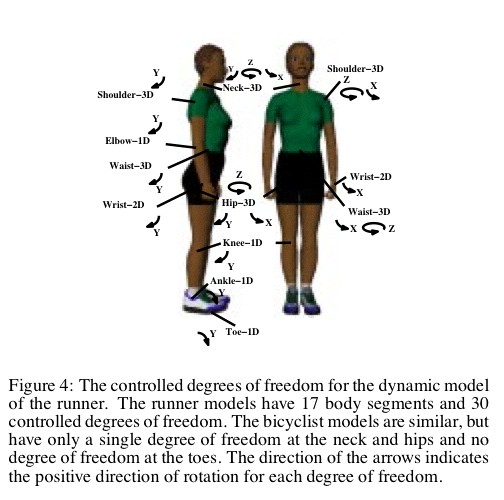 Y Z
Y X
Shoulder−3D
Neck−3D
Z
X
Shoulder−3D
Y
Elbow−1D
Waist−3D
Y
Wrist−2D
Y
Z
Hip−3D
Y X
Wrist−2D
X
Waist−3D
X Z
Knee−1D
Y
Ankle−1D
Y
Y Toe−1D
Figure 4: The controlled degrees of freedom for the dynamic model
of the runner. The runner models have 17 body segments and 30
controlled degrees of freedom. The bicyclist models are similar, but
have only a single degree of freedom at the neck and hips and no
degree of freedom at the toes. The direction of the arrows indicates
the positive direction of rotation for each degree of freedom.